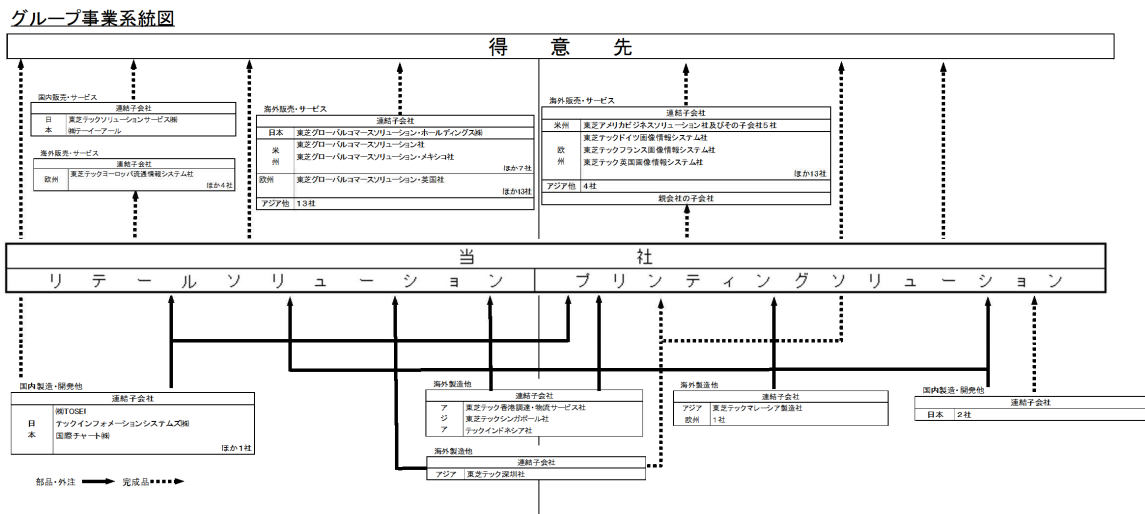 グループ事業系統図
得意先
国内販売・サービス
連結子会社
日本 東芝テックソリューションサービス㈱
㈱テーイーアール
海外販売・サービス
連結子会社
欧州 東芝テックヨーロッパ流通情報システム社
ほか4社
海外販売・サービス
連結子会社
日本 東芝グローバルコマースソリューション・ホールディングス㈱
米州 東芝グローバルコマースソリューション社
東芝グローバルコマースソリューション・メキシコ社
ほか7社
欧州 東芝グローバルコマースソリューション・英国社
ほか13社
アジア他 13社
海外販売・サービス
連結子会社
米州 東芝アメリカビジネスソリューション社及びその子会社5社
欧州 東芝テックドイツ画像情報システム社
東芝テックフランス画像情報システム社
東芝テック英国画像情報システム社
ほか13社
アジア他 4社
親会社の子会社
当社
リテールソリューション
プリンティングソリューション
国内製造・開発他
連結子会社
日本 ㈱TOSEI
テックインフォメーションシステムズ㈱
国際チャート㈱
ほか1社
海外製造他
連結子会社
アジア 東芝テック香港調達・物流サービス社
東芝テックシンガポール社
テックインドネシア社
海外製造他
連結子会社
アジア 東芝テック深圳社
海外製造他
連結子会社
アジア 東芝テックマレーシア製造社
欧州 1社
国内製造・開発他
連結子会社
日本 2社
部品・外注 完成品